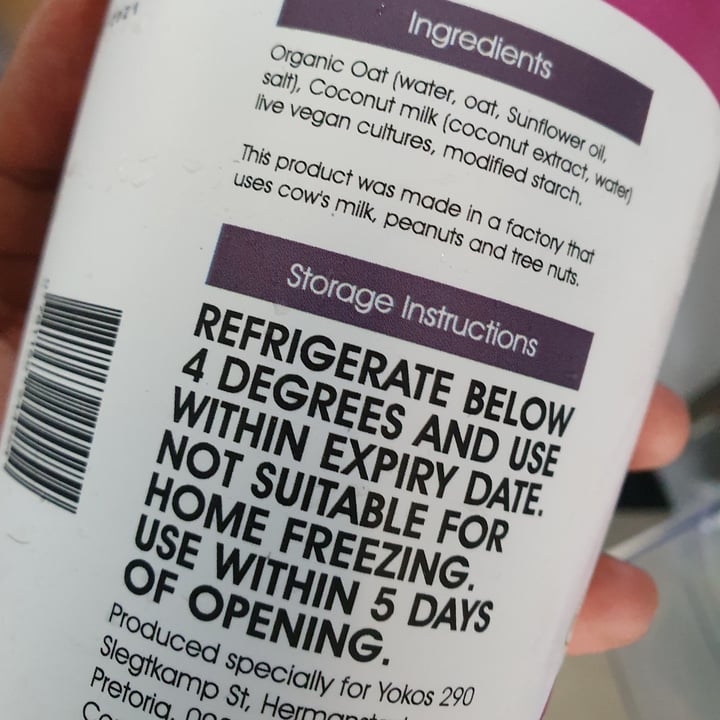 Ingredients
Organic Oat (water, oat, Sunflower oil,
salt), Coconut milk (coconut extract, water)
live vegan cultures, modified starch.
This product was made in a factory that
uses cow's milk, peanuts and tree nuts.
Storage Instructions
REFRIGERATE BELOW
4 DEGREES AND USE
WITHIN EXPIRY DATE.
NOT SUITABLE FOR
HOME FREEZING.
USE WITHIN 5 DAYS
OF OPENING.
Produced specially for Yokos 290
Slegtkamp St,
Pretoria,